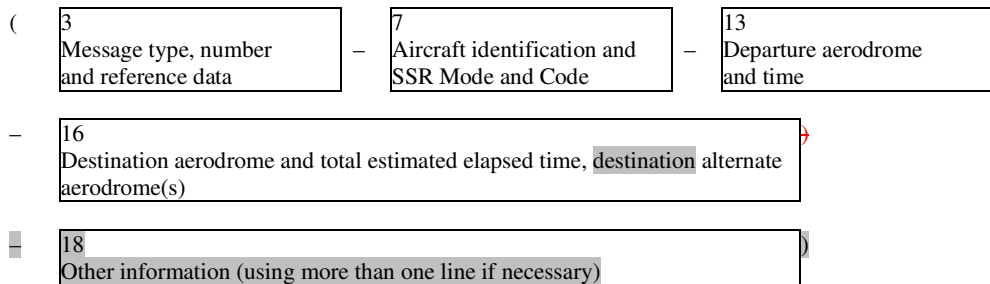 ( 3 7 13
Message type, number – Aircraft identification and – Departure aerodrome
and reference data SSR Mode and Code and time
– 16 )
Destination aerodrome and total estimated elapsed time, destination alternate
aerodrome(s)
– 18 )
Other information (using more than one line if necessary)